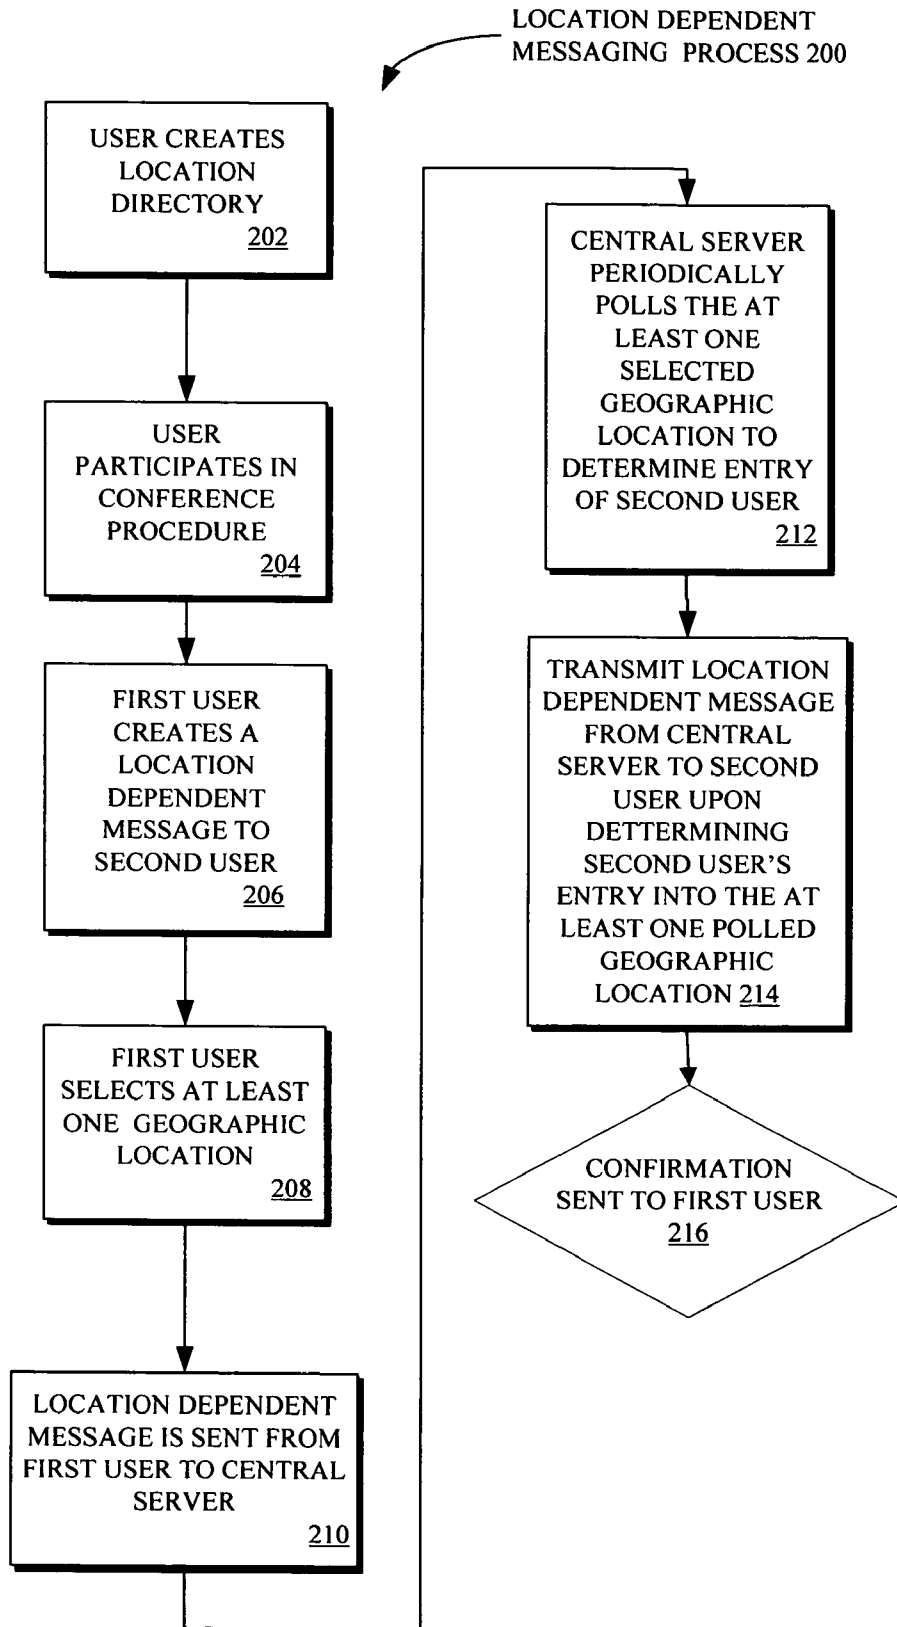 LOCATION DEPENDENT
MESSAGING PROCESS 200
USER CREATES
LOCATION
DIRECTORY
202
USER
PARTICIPATES IN
CONFERENCE
PROCEDURE
204
FIRST USER
CREATES A
LOCATION
DEPENDENT
MESSAGE TO
SECOND USER
206
FIRST USER
SELECTS AT LEAST
ONE GEOGRAPHIC
LOCATION
208
LOCATION DEPENDENT
MESSAGE IS SENT FROM
FIRST USER TO CENTRAL
SERVER
210
CENTRAL SERVER
PERIODICALLY
POLLS THE AT
LEAST ONE
SELECTED
GEOGRAPHIC
LOCATION TO
DETERMINE ENTRY
OF SECOND USER
212
TRANSMIT LOCATION
DEPENDENT MESSAGE
FROM CENTRAL
SERVER TO SECOND
USER UPON
DETTERMINING
SECOND USER'S
ENTRY INTO THE AT
LEAST ONE POLLED
GEOGRAPHIC
LOCATION 214
CONFIRMATION
SENT TO FIRST USER
216